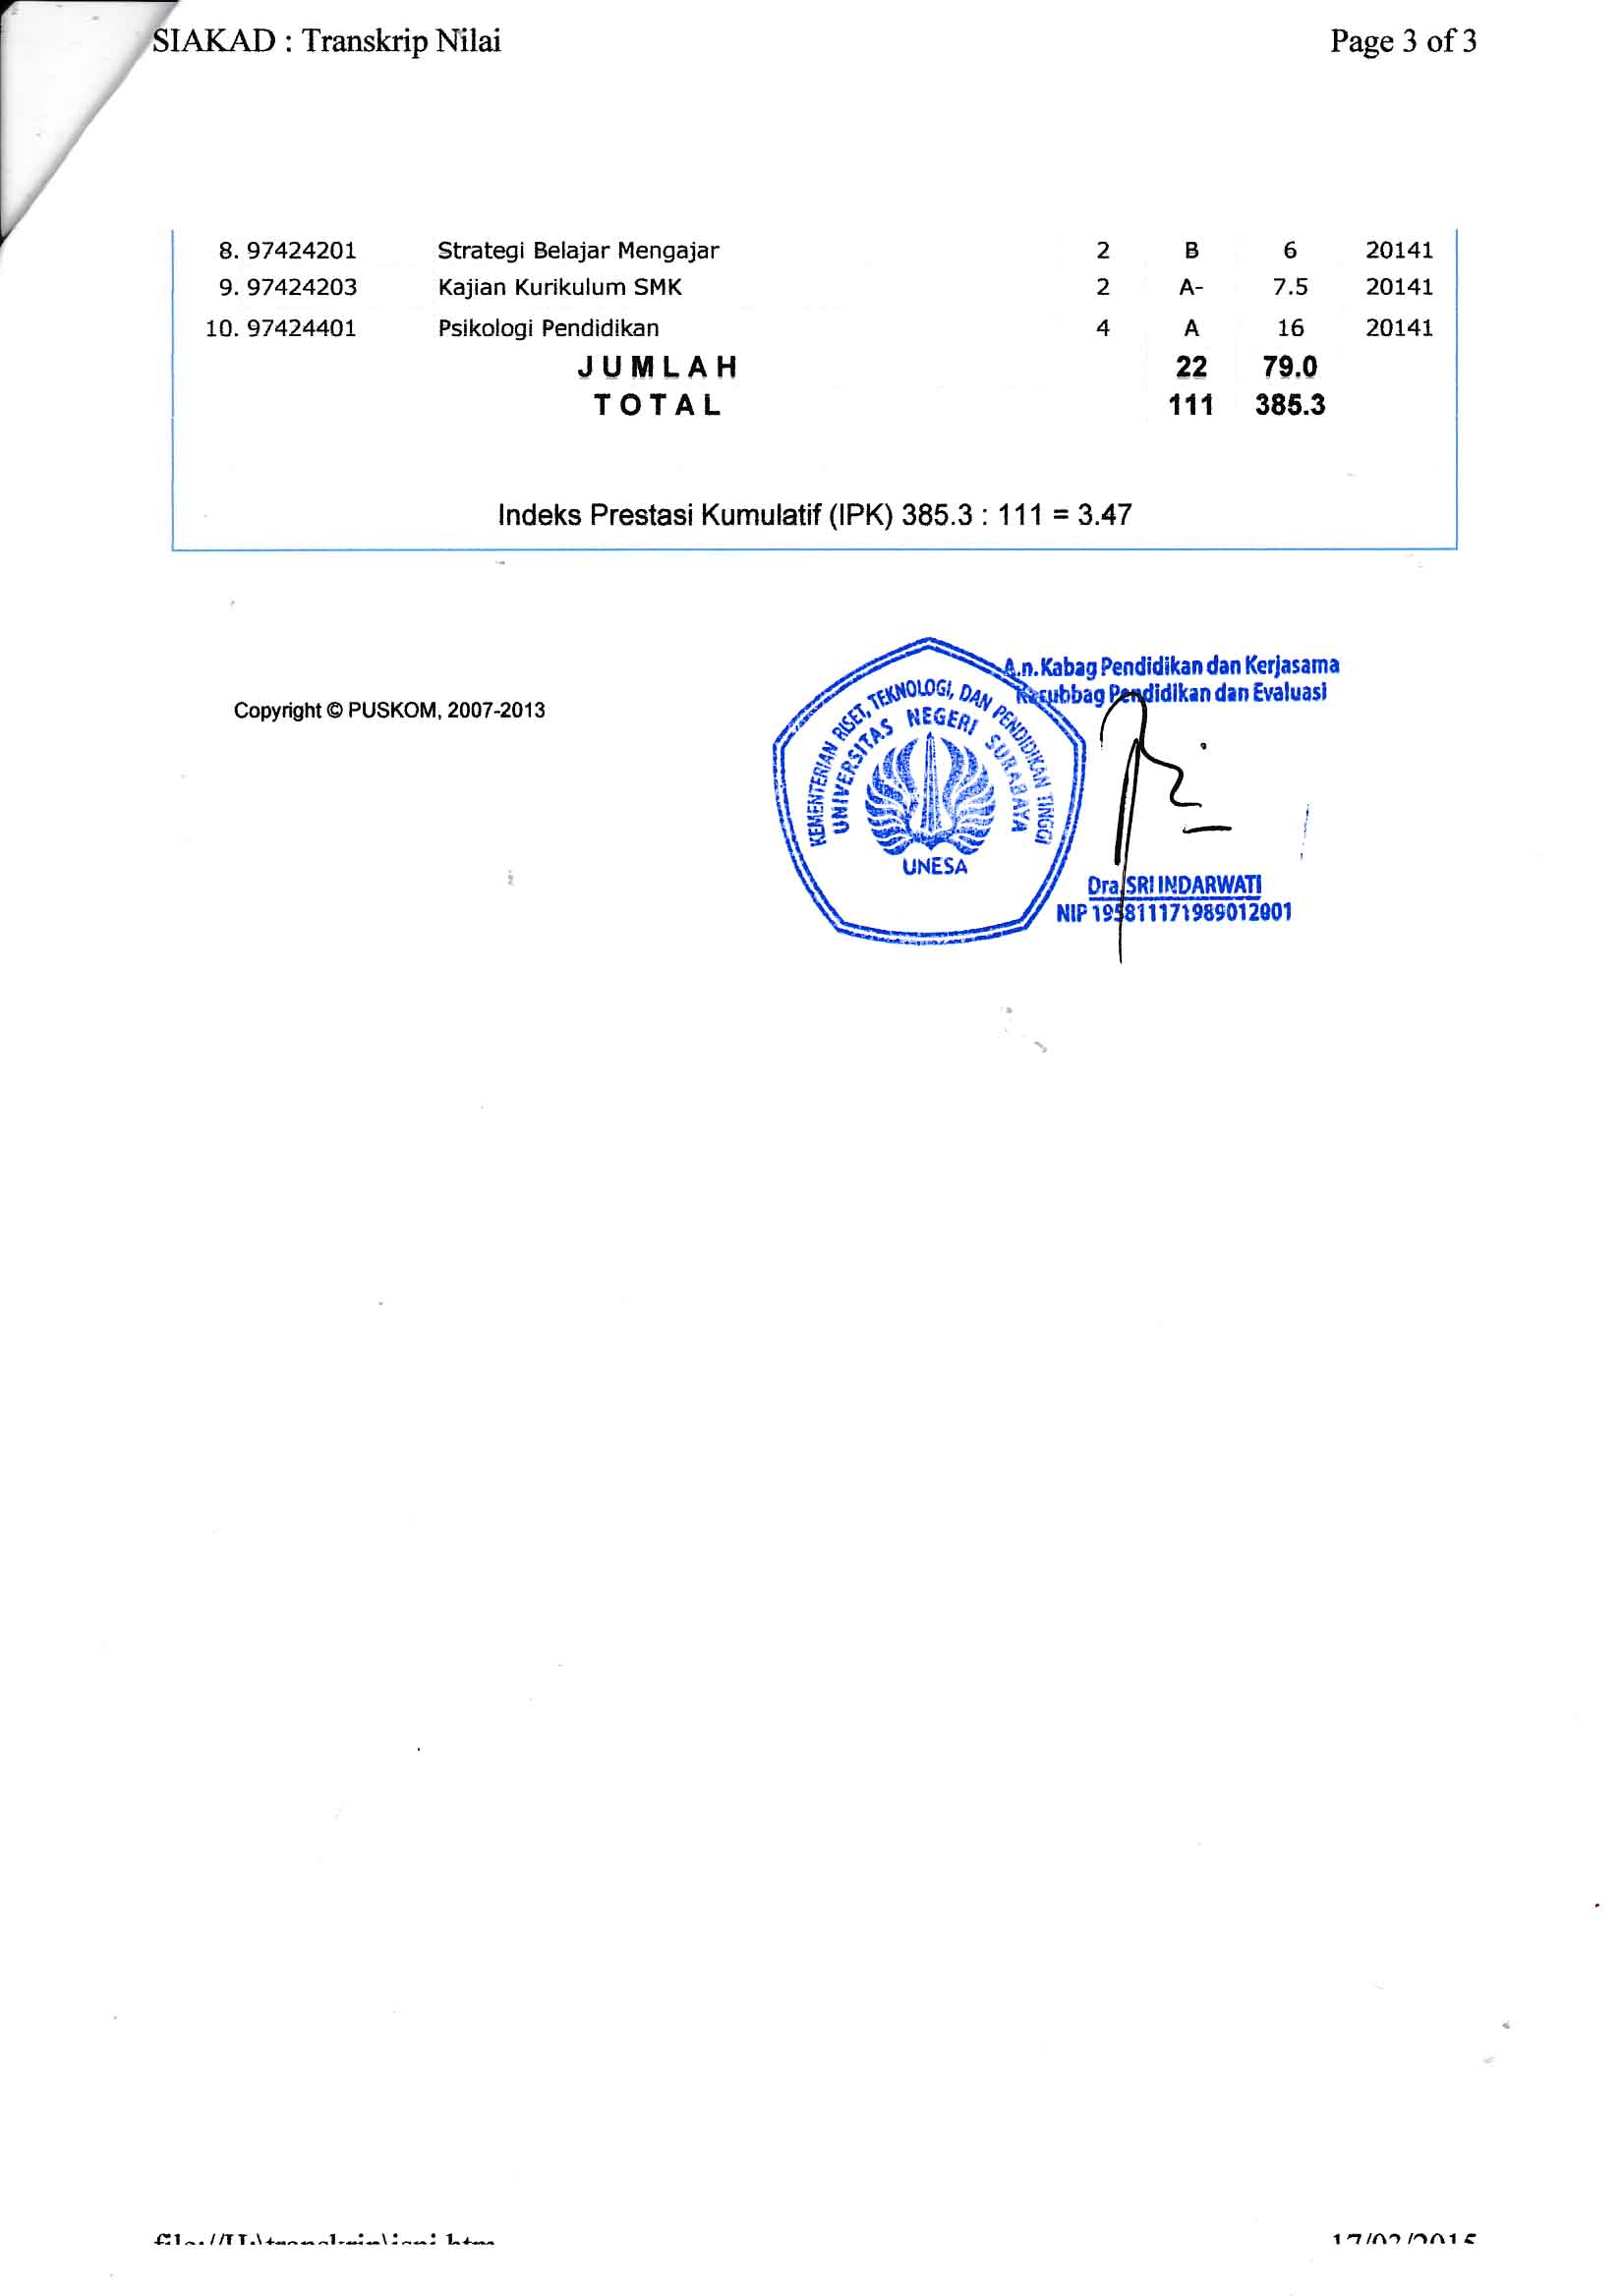 SIAKAD : Transkrip Nilai Page 3 of 3
8. 97424201 Strategi Belajar Mengajar 2 B 6 20141
9. 97424203 Kajian Kurikulum SMK 2 A- 7.5 20141
10. 97424401 Psikologi Pendidikan 4 A 16 20141
JUMLAH 22 79.0
TOTAL 111 385.3
Indeks Prestasi Kumulatif (IPK) 385.3 : 111 = 3.47
A.n. Kabag Pendidikan dan Kerjasama
Kasubbag Pendidikan dan Evaluasi
Copyright © PUSKOM, 2007-2013
KEMENTERIAN RISET, TEKNOLOGI, DAN PENDIDIKAN TINGGI
UNIVERSITAS NEGERI SURABAYA
UNESA
Dra SRI INDARWATI
NIP 195811171989012001